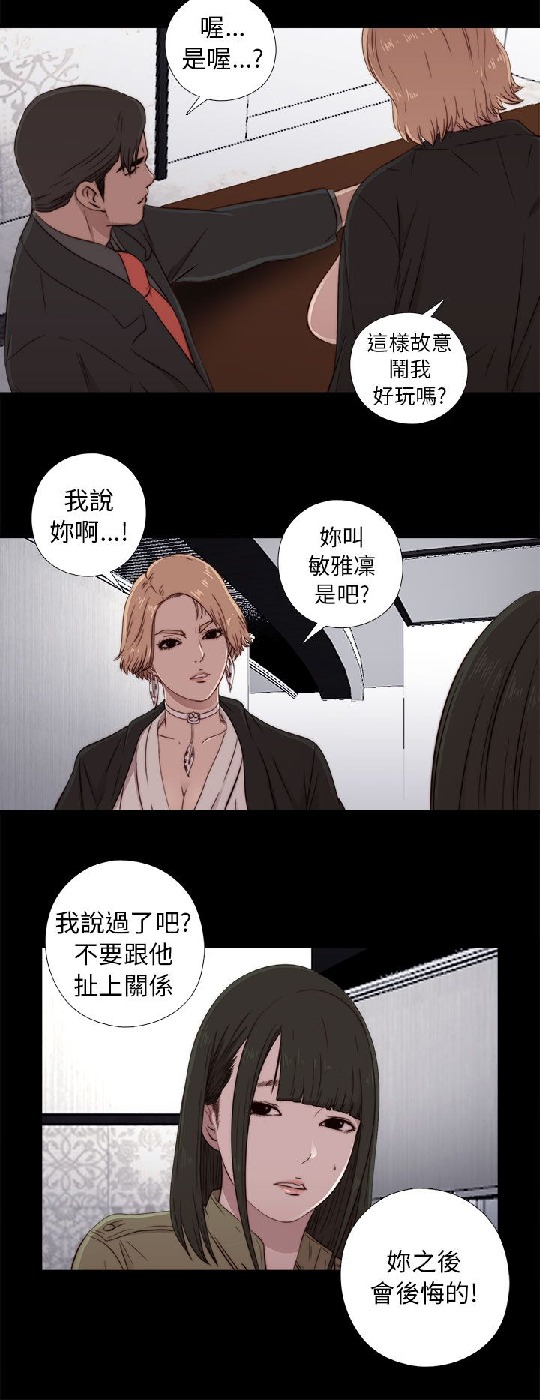 喔…
是喔…?
這樣故意
鬧我
好玩嗎?
我說
妳啊…!
妳叫
敏雅凜
是吧?
我說過了吧?
不要跟他
扯上關係
妳之後
會後悔的!